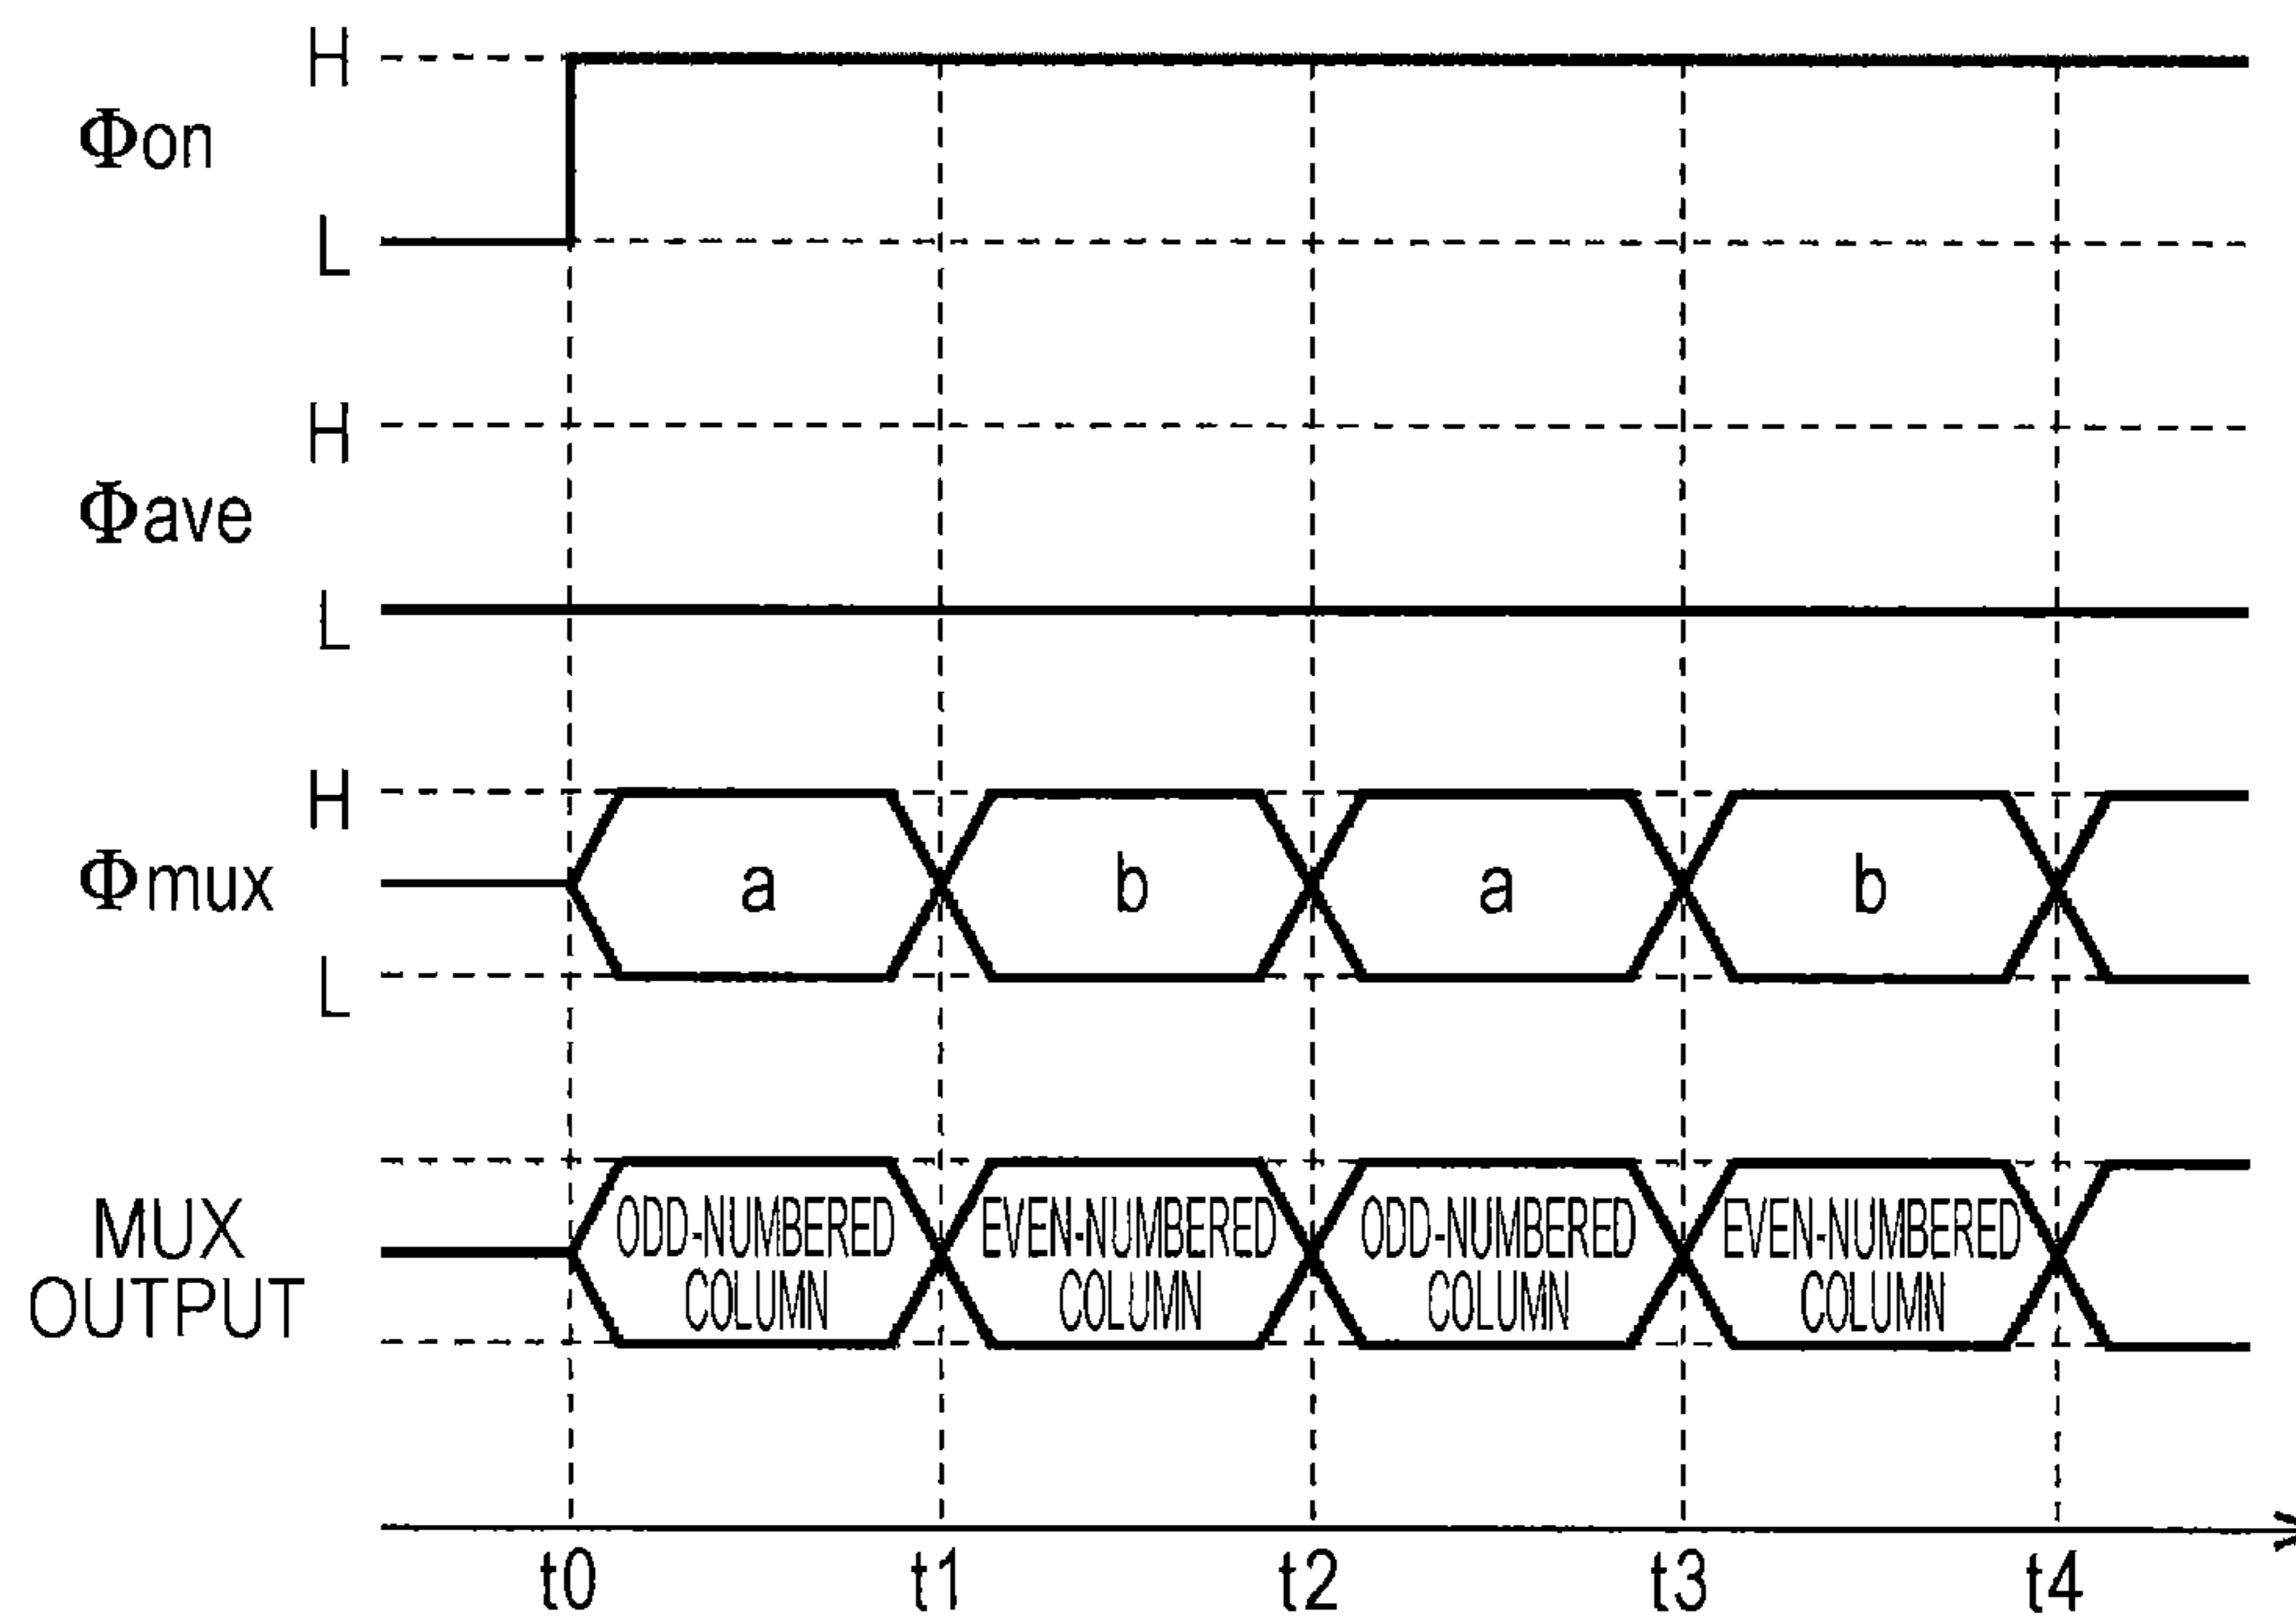 H
Φon
L
H
Φave
L
H
Φmux a b a b
L
MUX
OUTPUT
ODD-NUMBERED
COLUMN
EVEN-NUMBERED
COLUMN
ODD-NUMBERED
COLUMN
EVEN-NUMBERED
COLUMN
t0 t1 t2 t3 t4